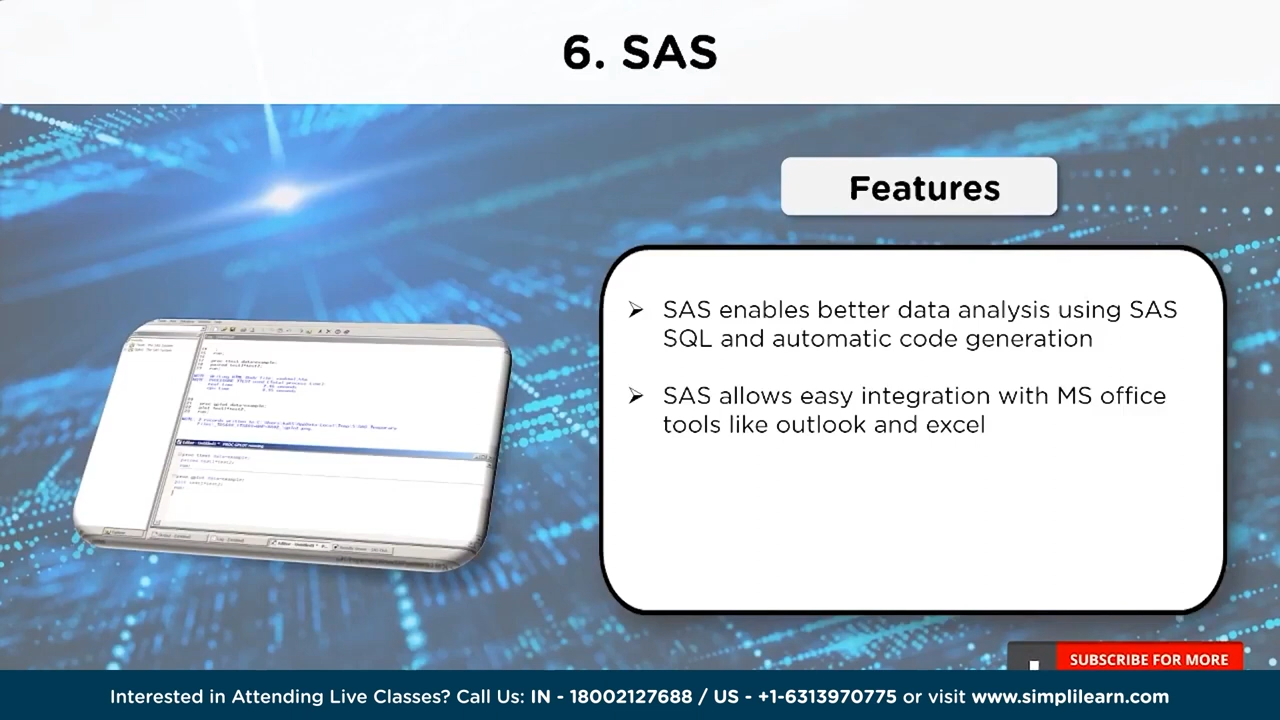 6. SAS
Features
➢ SAS enables better data analysis using SAS
SQL and automatic code generation
➢ SAS allows easy integration with MS office
tools like outlook and excel
SUBSCRIBE FOR MORE
Interested in Attending Live Classes? Call Us: IN - 18002127688 / US - +1-6313970775 or visit www.simplilearn.com